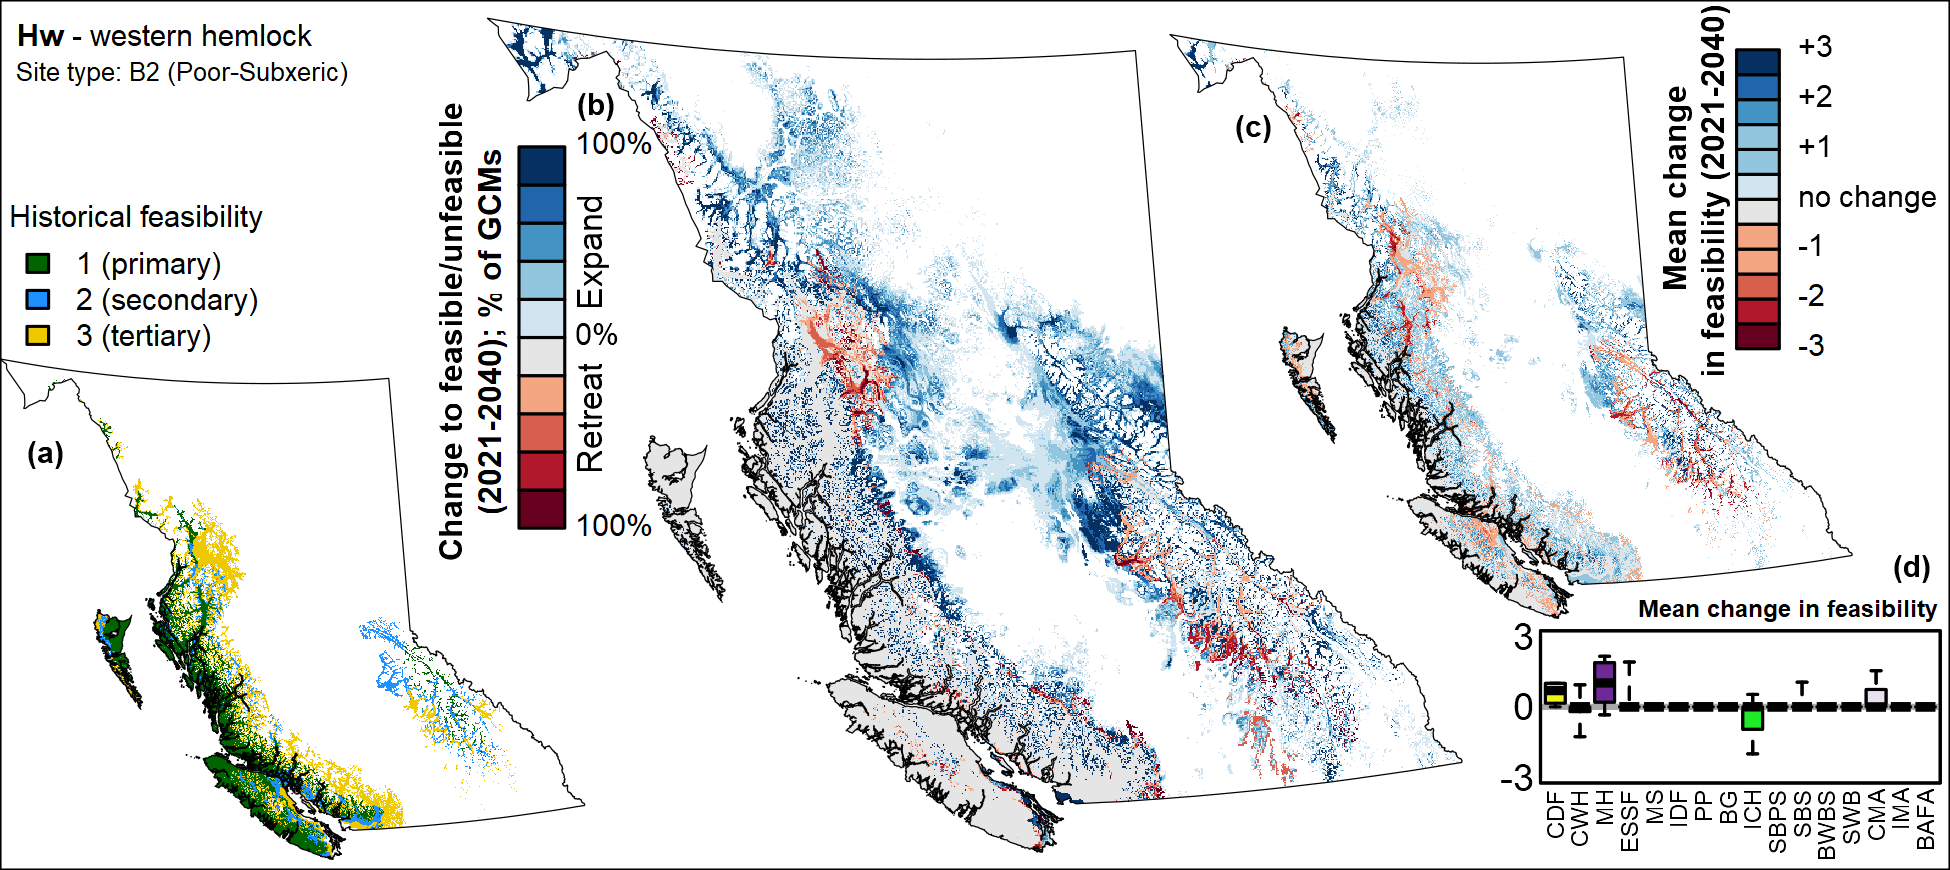 Hw - western hemlock
Site type: B2 (Poor-Subxeric)
Historical feasibility
1 (primary)
2 (secondary)
3 (tertiary)
(a)
(b)
Change to feasible/unfeasible
(2021-2040); % of GCMs
100%
Expand
0%
Retreat
100%
(c)
Mean change
in feasibility (2021-2040)
+3
+2
+1
no change
-1
-2
-3
(d)
Mean change in feasibility
3
0
-3
CDF
CWH
MH
ESSF
MS
IDF
PP
BG
ICH
SBPS
SBS
BWBS
SWB
CMA
IMA
BAFA